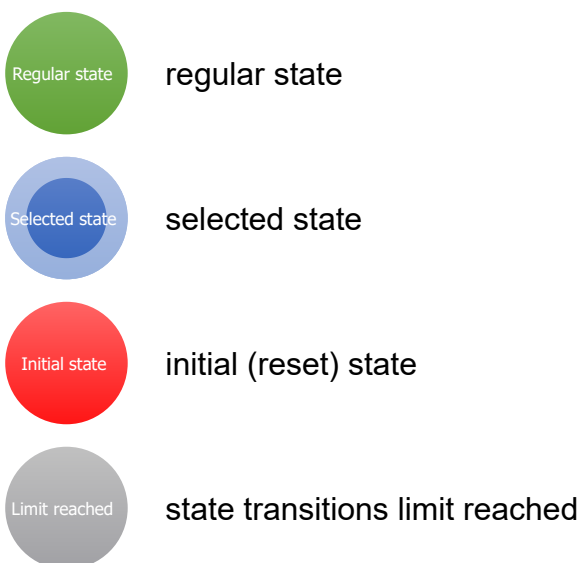 Regular state
regular state
Selected state
selected state
Initial state
initial (reset) state
Limit reached
state transitions limit reached